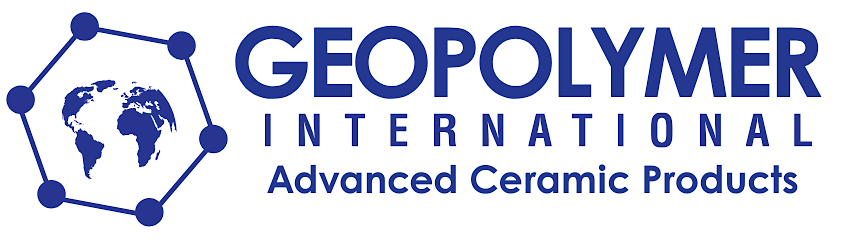 GEOPOLYMER
INTERNATIONAL
Advanced Ceramic Products